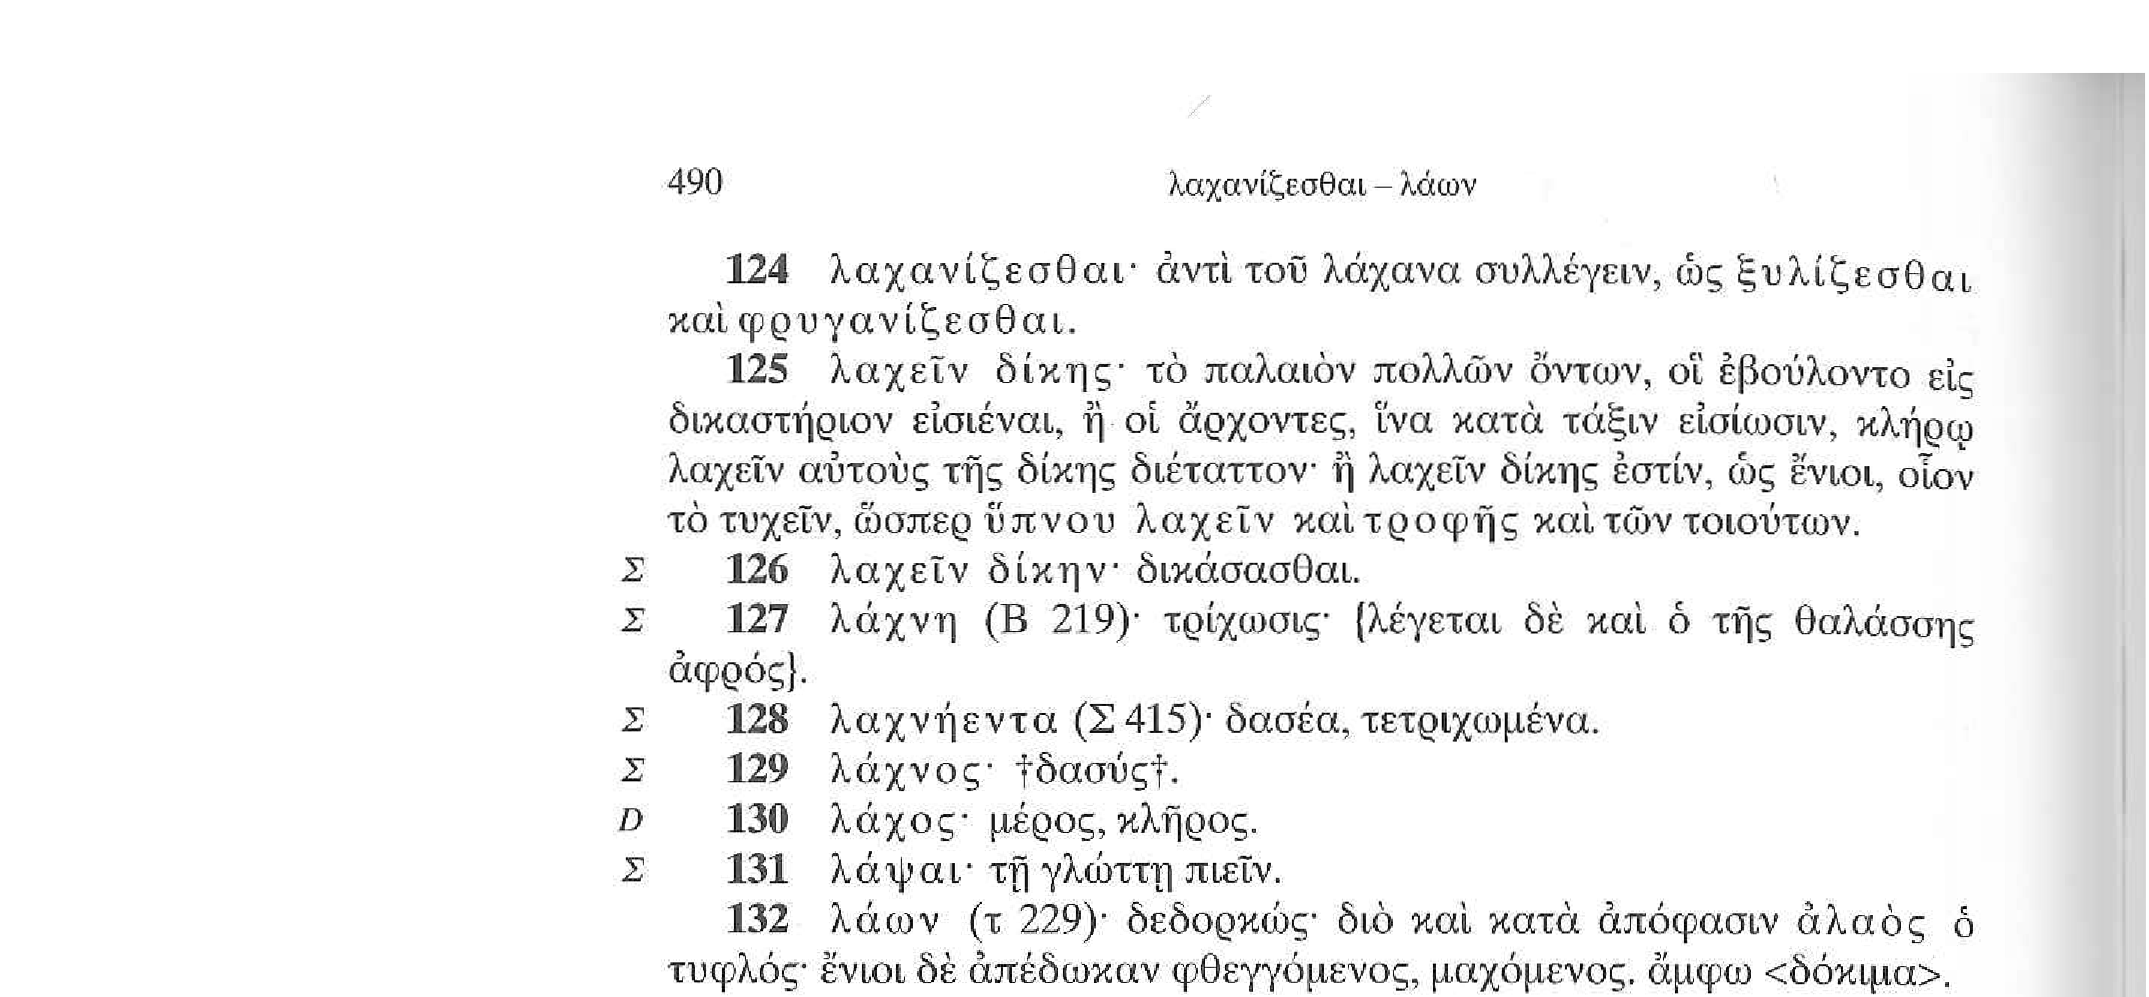 490 λαχανίζεσθαι – λάων
124 λαχανίζεσθαι· ἀντὶ τοῦ λάχανα συλλέγειν, ὡς ξυλίζεσθαι
καὶ φρυγανίζεσθαι.
125 λαχεῖν δίκης· τὸ παλαιὸν πολλῶν ὄντων, οἳ ἐβούλοντο εἰς
δικαστήριον εἰσιέναι, ἢ οἱ ἄρχοντες, ἵνα κατὰ τάξιν εἰσίωσιν, κλήρῳ
λαχεῖν αὐτοὺς τῆς δίκης διέταττον· ἢ λαχεῖν δίκης ἐστίν, ὡς ἔνιοι, οἷον
τὸ τυχεῖν, ὥσπερ ὕπνου λαχεῖν καὶ τροφῆς καὶ τῶν τοιούτων.
Σ 126 λαχεῖν δίκην· δικάσασθαι.
Σ 127 λάχνη (Β 219)· τρίχωσις· {λέγεται δὲ καὶ ὁ τῆς θαλάσσης
ἀφρός}.
Σ 128 λαχνήεντα (Σ 415)· δασέα, τετριχωμένα.
Σ 129 λάχνος· †δασύς†.
D 130 λάχος· μέρος, κλῆρος.
Σ 131 λάψαι· τῇ γλώττῃ πιεῖν.
132 λάων (τ 229)· δεδορκώς· διὸ καὶ κατὰ ἀπόφασιν ἀλαὸς ὁ
τυφλός· ἔνιοι δὲ ἀπέδωκαν φθεγγόμενος, μαχόμενος. ἄμφω <δόκιμα>.